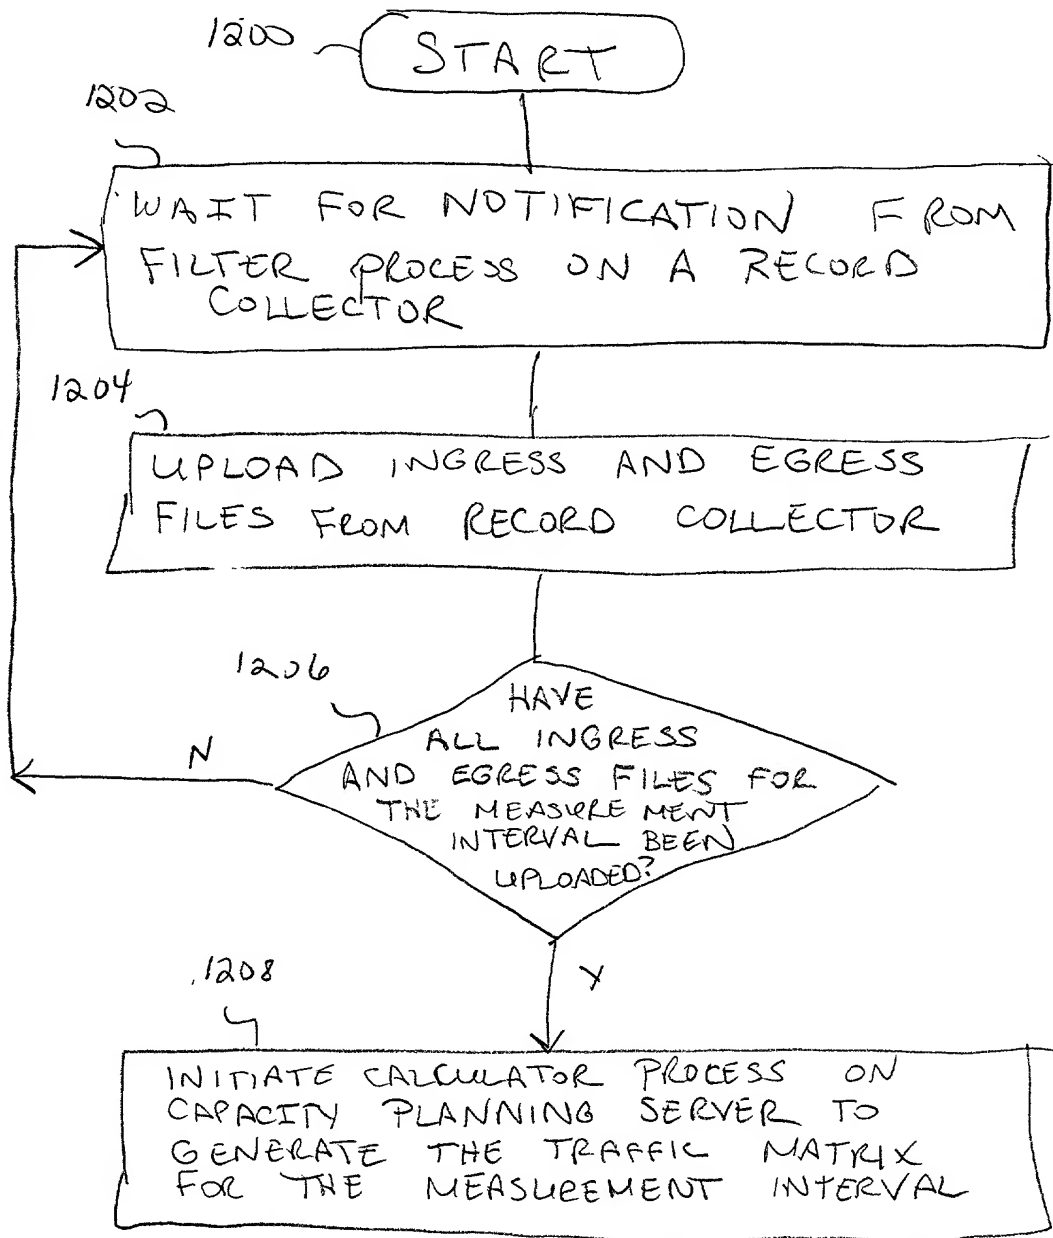 1200
START
1202
WAIT FOR NOTIFICATION FROM
FILTER PROCESS ON A RECORD
COLLECTOR
1204
UPLOAD INGRESS AND EGRESS
FILES FROM RECORD COLLECTOR
1206
HAVE
ALL INGRESS
AND EGRESS FILES FOR
THE MEASUREMENT
INTERVAL BEEN
UPLOADED?
N
Y
1208
INITIATE CALCULATOR PROCESS ON
CAPACITY PLANNING SERVER TO
GENERATE THE TRAFFIC MATRIX
FOR THE MEASUREMENT INTERVAL